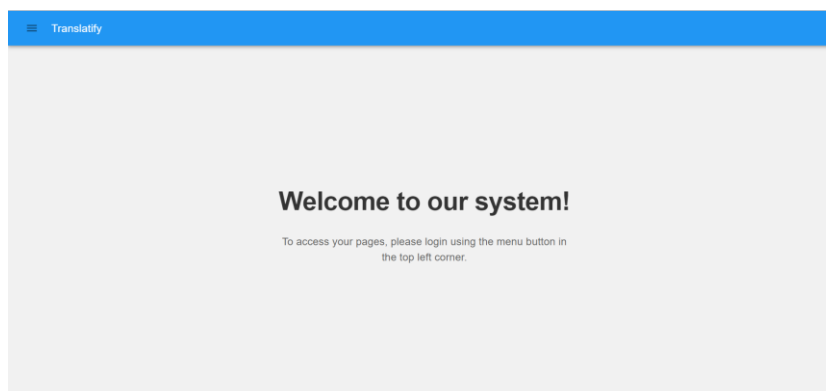 Translatify
Welcome to our system!
To access your pages, please login using the menu button in
the top left corner.